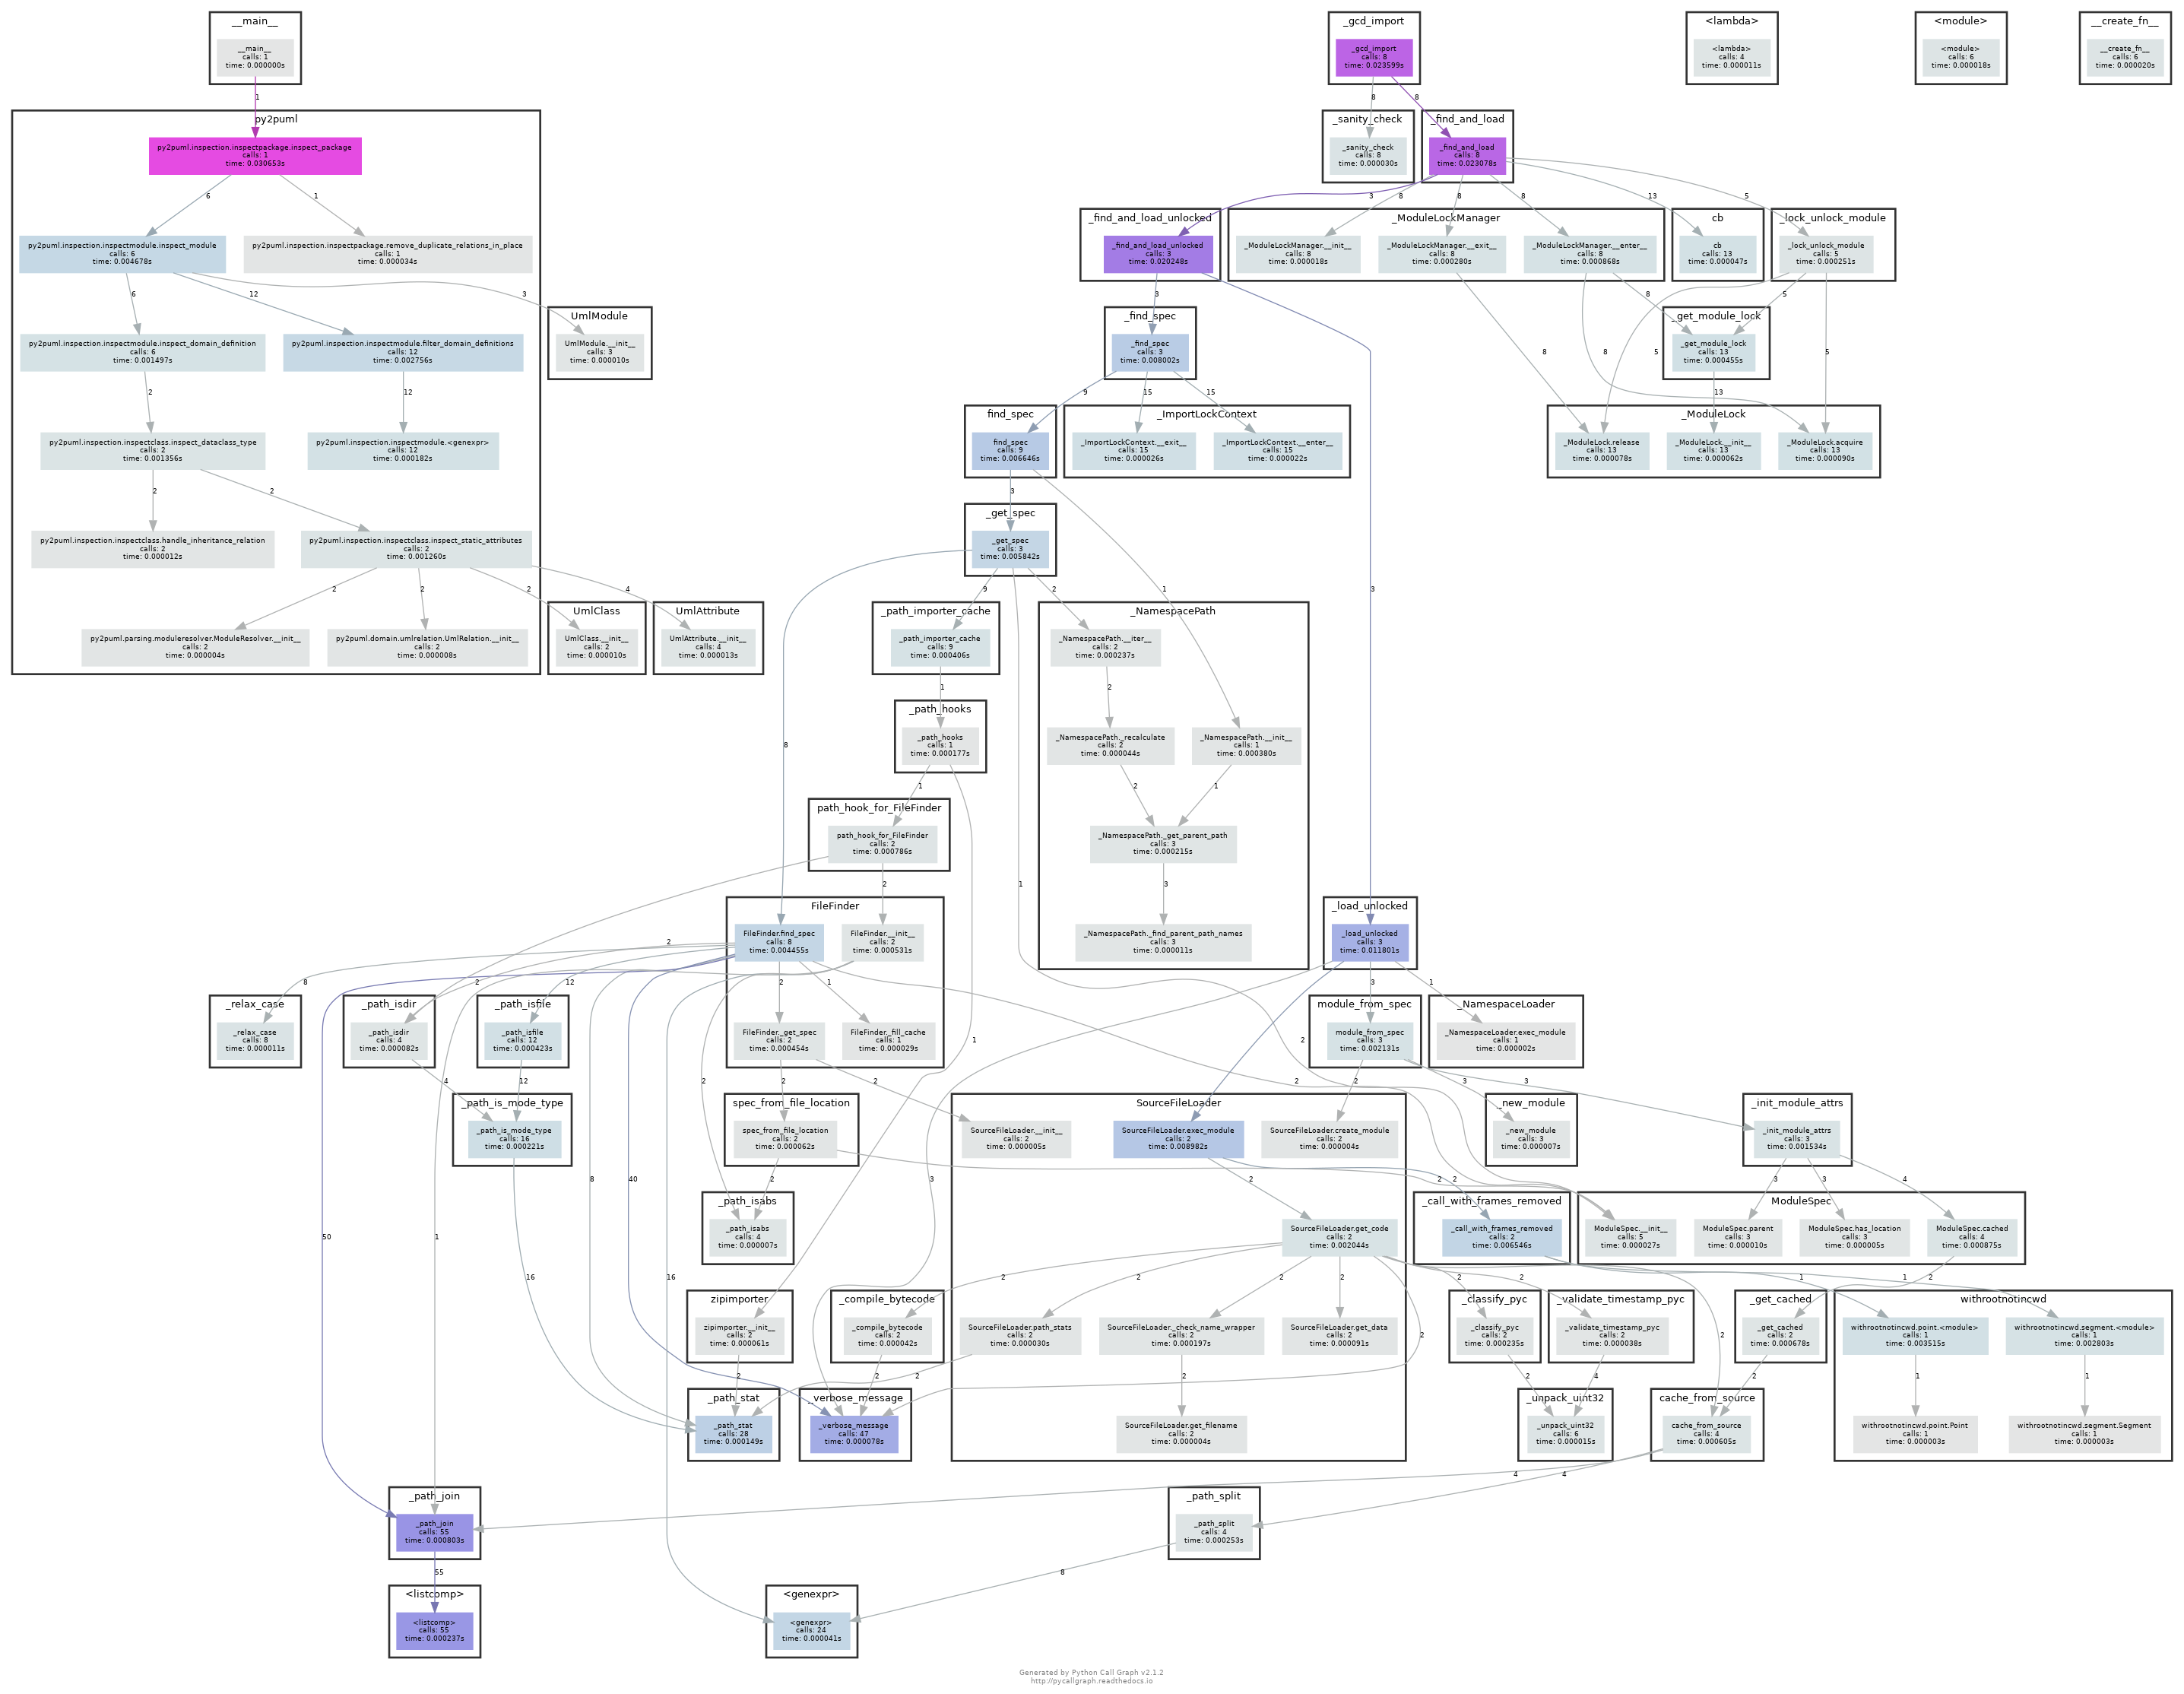 __main__
__main__
calls: 1
time: 0.000000s
_gcd_import
_gcd_import
calls: 8
time: 0.023599s
<lambda>
<lambda>
calls: 4
time: 0.000011s
<module>
<module>
calls: 6
time: 0.000018s
__create_fn__
__create_fn__
calls: 6
time: 0.000020s
1
8
8
py2puml
py2puml.inspection.inspectpackage.inspect_package
calls: 1
time: 0.030653s
_sanity_check
_sanity_check
calls: 8
time: 0.000030s
_find_and_load
_find_and_load
calls: 8
time: 0.023078s
6
1
3
8
8
8
13
5
py2puml.inspection.inspectmodule.inspect_module
calls: 6
time: 0.004678s
py2puml.inspection.inspectpackage.remove_duplicate_relations_in_place
calls: 1
time: 0.000034s
_find_and_load_unlocked
_find_and_load_unlocked
calls: 3
time: 0.020248s
_ModuleLockManager
_ModuleLockManager.__init__
calls: 8
time: 0.000018s
_ModuleLockManager.__exit__
calls: 8
time: 0.000280s
_ModuleLockManager.__enter__
calls: 8
time: 0.000868s
cb
cb
calls: 13
time: 0.000047s
_lock_unlock_module
_lock_unlock_module
calls: 5
time: 0.000251s
6
12
3
3
8
5
py2puml.inspection.inspectmodule.inspect_domain_definition
calls: 6
time: 0.001497s
py2puml.inspection.inspectmodule.filter_domain_definitions
calls: 12
time: 0.002756s
UmlModule
UmlModule.__init__
calls: 3
time: 0.000010s
_find_spec
_find_spec
calls: 3
time: 0.008002s
_get_module_lock
_get_module_lock
calls: 13
time: 0.000455s
8
8
5
5
2
12
9
15
15
13
py2puml.inspection.inspectclass.inspect_dataclass_type
calls: 2
time: 0.001356s
py2puml.inspection.inspectmodule.<genexpr>
calls: 12
time: 0.000182s
find_spec
find_spec
calls: 9
time: 0.006646s
_ImportLockContext
_ImportLockContext.__exit__
calls: 15
time: 0.000026s
_ImportLockContext.__enter__
calls: 15
time: 0.000022s
_ModuleLock
_ModuleLock.release
calls: 13
time: 0.000078s
_ModuleLock.__init__
calls: 13
time: 0.000062s
_ModuleLock.acquire
calls: 13
time: 0.000090s
2
2
3
py2puml.inspection.inspectclass.handle_inheritance_relation
calls: 2
time: 0.000012s
py2puml.inspection.inspectclass.inspect_static_attributes
calls: 2
time: 0.001260s
_get_spec
_get_spec
calls: 3
time: 0.005842s
2
2
2
4
9
2
1
3
py2puml.parsing.moduleresolver.ModuleResolver.__init__
calls: 2
time: 0.000004s
py2puml.domain.umlrelation.UmlRelation.__init__
calls: 2
time: 0.000008s
UmlClass
UmlClass.__init__
calls: 2
time: 0.000010s
UmlAttribute
UmlAttribute.__init__
calls: 4
time: 0.000013s
_path_importer_cache
_path_importer_cache
calls: 9
time: 0.000406s
_NamespacePath
_NamespacePath.__iter__
calls: 2
time: 0.000237s
1
2
_path_hooks
_path_hooks
calls: 1
time: 0.000177s
_NamespacePath._recalculate
calls: 2
time: 0.000044s
_NamespacePath.__init__
calls: 1
time: 0.000380s
8
1
2
1
path_hook_for_FileFinder
path_hook_for_FileFinder
calls: 2
time: 0.000786s
_NamespacePath._get_parent_path
calls: 3
time: 0.000215s
2
1
3
FileFinder
FileFinder.find_spec
calls: 8
time: 0.004455s
FileFinder.__init__
calls: 2
time: 0.000531s
_NamespacePath._find_parent_path_names
calls: 3
time: 0.000011s
_load_unlocked
_load_unlocked
calls: 3
time: 0.011801s
2
8
2
12
2
1
3
1
_relax_case
_relax_case
calls: 8
time: 0.000011s
_path_isdir
_path_isdir
calls: 4
time: 0.000082s
_path_isfile
_path_isfile
calls: 12
time: 0.000423s
FileFinder._get_spec
calls: 2
time: 0.000454s
FileFinder._fill_cache
calls: 1
time: 0.000029s
module_from_spec
module_from_spec
calls: 3
time: 0.002131s
_NamespaceLoader
_NamespaceLoader.exec_module
calls: 1
time: 0.000002s
1
2
4
12
2
2
2
2
2
3
3
_path_is_mode_type
_path_is_mode_type
calls: 16
time: 0.000221s
spec_from_file_location
spec_from_file_location
calls: 2
time: 0.000062s
SourceFileLoader
SourceFileLoader.__init__
calls: 2
time: 0.000005s
SourceFileLoader.exec_module
calls: 2
time: 0.008982s
SourceFileLoader.create_module
calls: 2
time: 0.000004s
_new_module
_new_module
calls: 3
time: 0.000007s
_init_module_attrs
_init_module_attrs
calls: 3
time: 0.001534s
8
40
2
3
2
2
2
3
3
4
_path_isabs
_path_isabs
calls: 4
time: 0.000007s
SourceFileLoader.get_code
calls: 2
time: 0.002044s
_call_with_frames_removed
_call_with_frames_removed
calls: 2
time: 0.006546s
ModuleSpec
ModuleSpec.__init__
calls: 5
time: 0.000027s
ModuleSpec.parent
calls: 3
time: 0.000010s
ModuleSpec.has_location
calls: 3
time: 0.000005s
ModuleSpec.cached
calls: 4
time: 0.000875s
50
1
16
16
2
2
2
2
2
2
1
1
2
zipimporter
zipimporter.__init__
calls: 2
time: 0.000061s
_compile_bytecode
_compile_bytecode
calls: 2
time: 0.000042s
SourceFileLoader.path_stats
calls: 2
time: 0.000030s
SourceFileLoader._check_name_wrapper
calls: 2
time: 0.000197s
SourceFileLoader.get_data
calls: 2
time: 0.000091s
_classify_pyc
_classify_pyc
calls: 2
time: 0.000235s
_validate_timestamp_pyc
_validate_timestamp_pyc
calls: 2
time: 0.000038s
_get_cached
_get_cached
calls: 2
time: 0.000678s
withrootnotincwd
withrootnotincwd.point.<module>
calls: 1
time: 0.003515s
withrootnotincwd.segment.<module>
calls: 1
time: 0.002803s
2
2
2
2
2
2
4
2
2
1
1
_path_stat
_path_stat
calls: 28
time: 0.000149s
_verbose_message
_verbose_message
calls: 47
time: 0.000078s
SourceFileLoader.get_filename
calls: 2
time: 0.000004s
_unpack_uint32
_unpack_uint32
calls: 6
time: 0.000015s
cache_from_source
cache_from_source
calls: 4
time: 0.000605s
withrootnotincwd.point.Point
calls: 1
time: 0.000003s
withrootnotincwd.segment.Segment
calls: 1
time: 0.000003s
4
4
_path_join
_path_join
calls: 55
time: 0.000803s
_path_split
_path_split
calls: 4
time: 0.000253s
55
8
<listcomp>
<listcomp>
calls: 55
time: 0.000237s
<genexpr>
<genexpr>
calls: 24
time: 0.000041s
Generated by Python Call Graph v2.1.2
http://pycallgraph.readthedocs.io